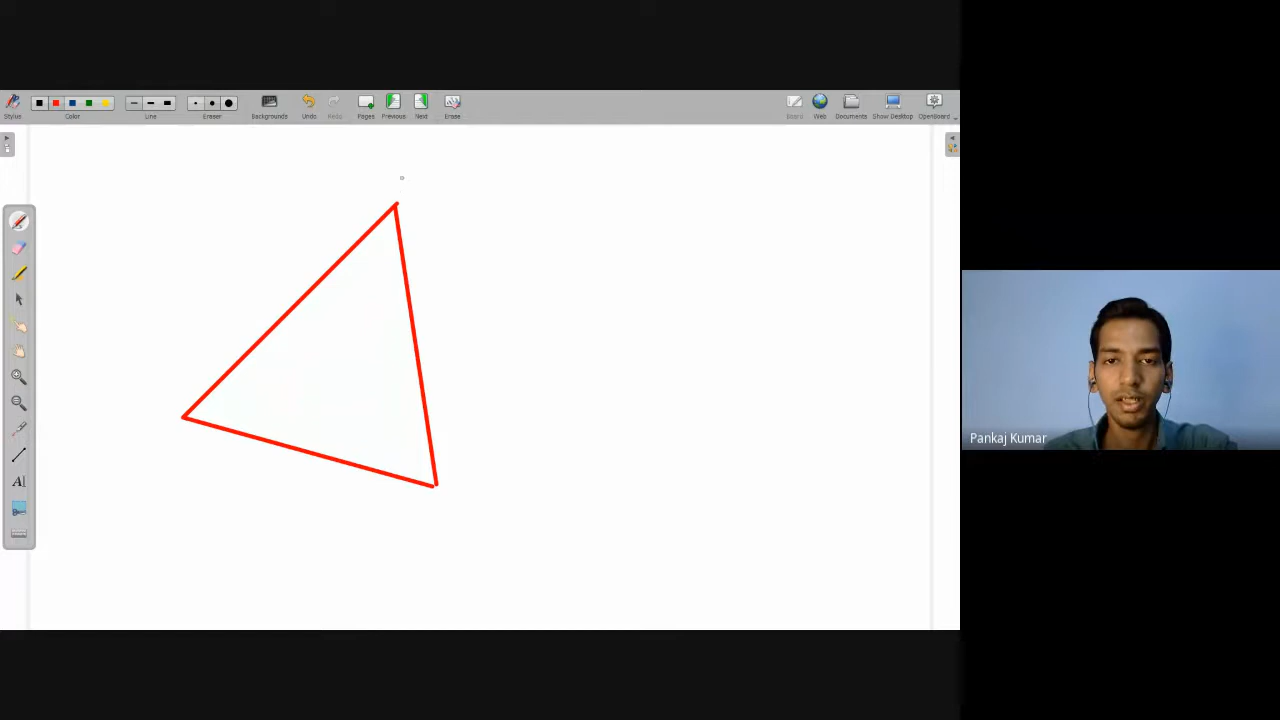 Stylus Color Line Eraser Backgrounds Undo Redo Pages Previous Next Erase Board Web Documents Show Desktop OpenBoard
AI
Pankaj Kumar